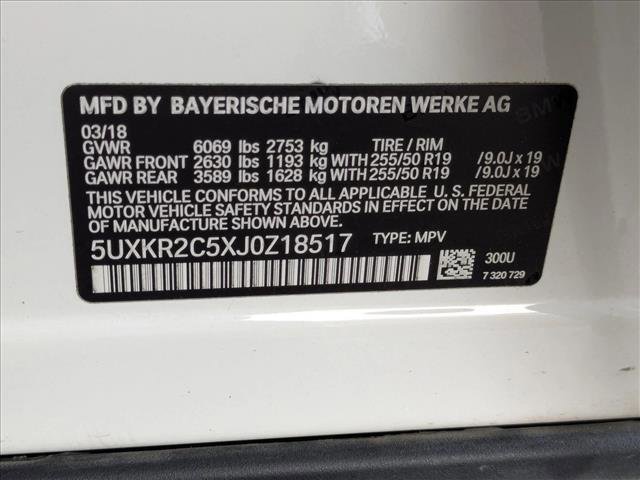 MFD BY BAYERISCHE MOTOREN WERKE AG
03/18
GVWR 6069 lbs 2753 kg TIRE / RIM
GAWR FRONT 2630 lbs 1193 kg WITH 255/50 R19 /9.0J x 19
GAWR REAR 3589 lbs 1628 kg WITH 255/50 R19 /9.0J x 19
THIS VEHICLE CONFORMS TO ALL APPLICABLE U. S. FEDERAL
MOTOR VEHICLE SAFETY STANDARDS IN EFFECT ON THE DATE
OF MANUFACTURE SHOWN ABOVE.
5UXKR2C5XJ0Z18517 TYPE: MPV
300U
7 320 729